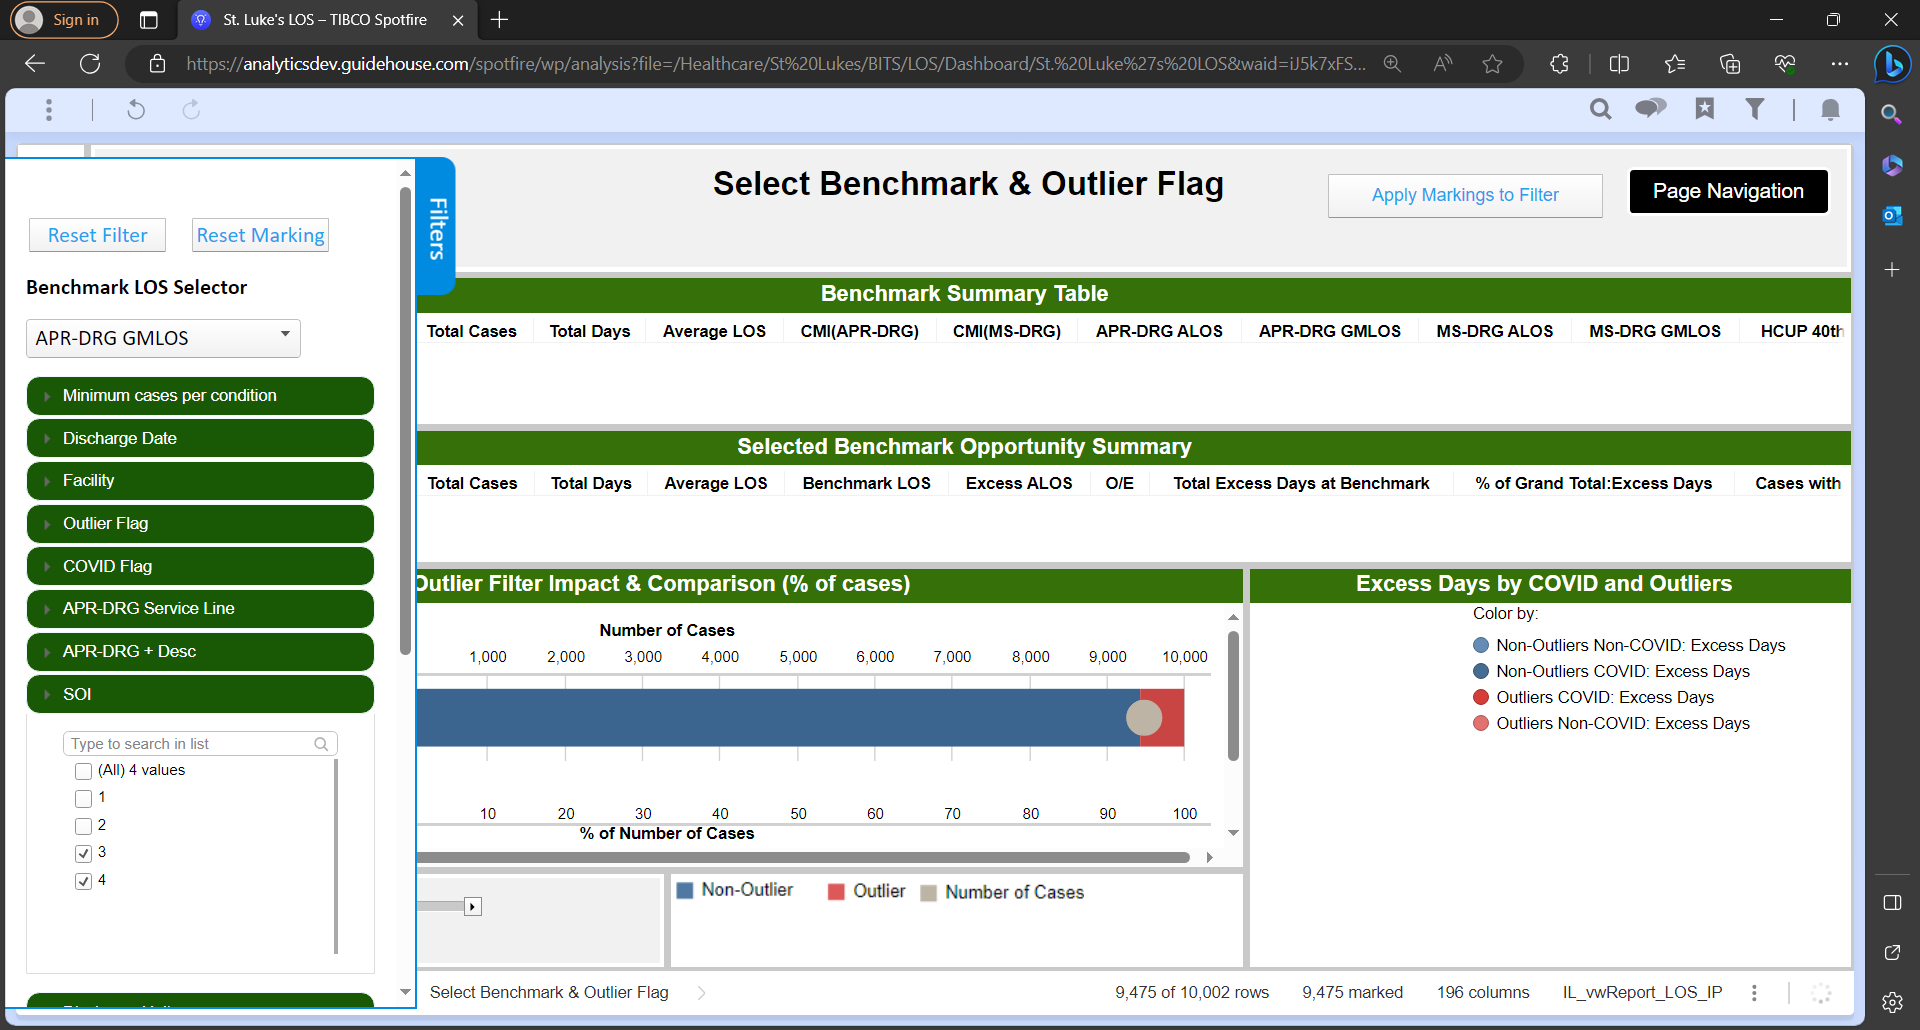 Sign in
St. Luke's LOS – TIBCO Spotfire
https://analyticsdev.guidehouse.com/spotfire/wp/analysis?file=/Healthcare/St%20Lukes/BITS/LOS/Dashboard/St.%20Luke%27s%20LOS&waid=iJ5k7xFS...
Select Benchmark & Outlier Flag
Apply Markings to Filter
Page Navigation
Filters
Reset Filter
Reset Marking
Benchmark LOS Selector
APR-DRG GMLOS
Minimum cases per condition
Discharge Date
Facility
Outlier Flag
COVID Flag
APR-DRG Service Line
APR-DRG + Desc
SOI
Type to search in list
(All) 4 values
1
2
3
4
Benchmark Summary Table
Total Cases Total Days Average LOS CMI(APR-DRG) CMI(MS-DRG) APR-DRG ALOS APR-DRG GMLOS MS-DRG ALOS MS-DRG GMLOS HCUP 40th
Selected Benchmark Opportunity Summary
Total Cases Total Days Average LOS Benchmark LOS Excess ALOS O/E Total Excess Days at Benchmark % of Grand Total:Excess Days Cases with
Outlier Filter Impact & Comparison (% of cases)
Number of Cases
1,000 2,000 3,000 4,000 5,000 6,000 7,000 8,000 9,000 10,000
10 20 30 40 50 60 70 80 90 100
% of Number of Cases
Non-Outlier Outlier Number of Cases
Excess Days by COVID and Outliers
Color by:
Non-Outliers Non-COVID: Excess Days
Non-Outliers COVID: Excess Days
Outliers COVID: Excess Days
Outliers Non-COVID: Excess Days
Select Benchmark & Outlier Flag
9,475 of 10,002 rows 9,475 marked 196 columns IL_vwReport_LOS_IP